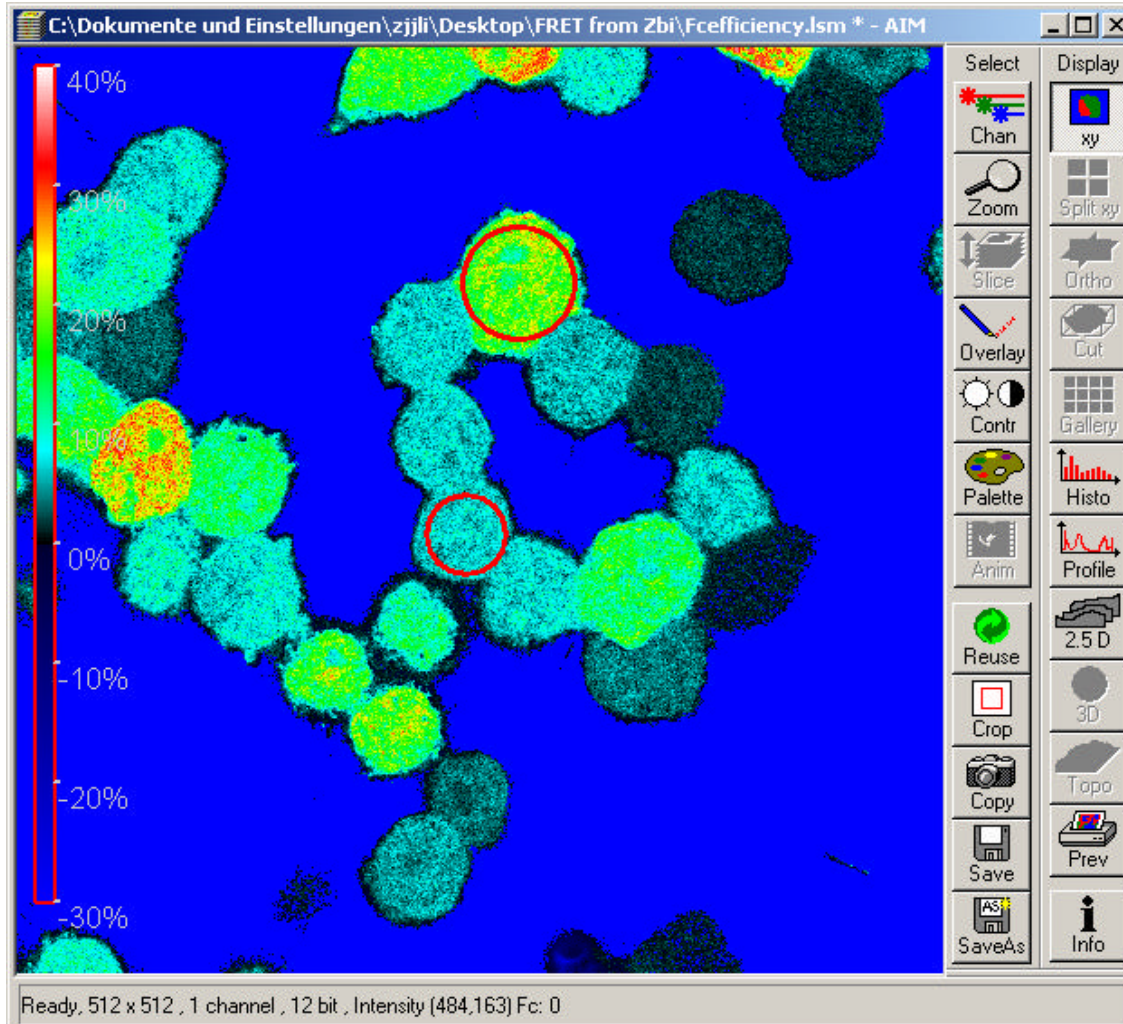 C:\Dokumente und Einstellungen\zjjli\Desktop\FRET from Zbi\Fcefficiency.lsm * - AIM
40%
30%
20%
10%
0%
-10%
-20%
-30%
Select
Chan
Zoom
Slice
Overlay
Contr
Palette
Anim
Reuse
Crop
Copy
Save
AS
SaveAs
Display
xy
Split xy
Ortho
Cut
Gallery
Histo
Profile
2.5 D
3D
Topo
Prev
Info
Ready, 512 x 512 , 1 channel , 12 bit , Intensity (484,163) Fc: 0